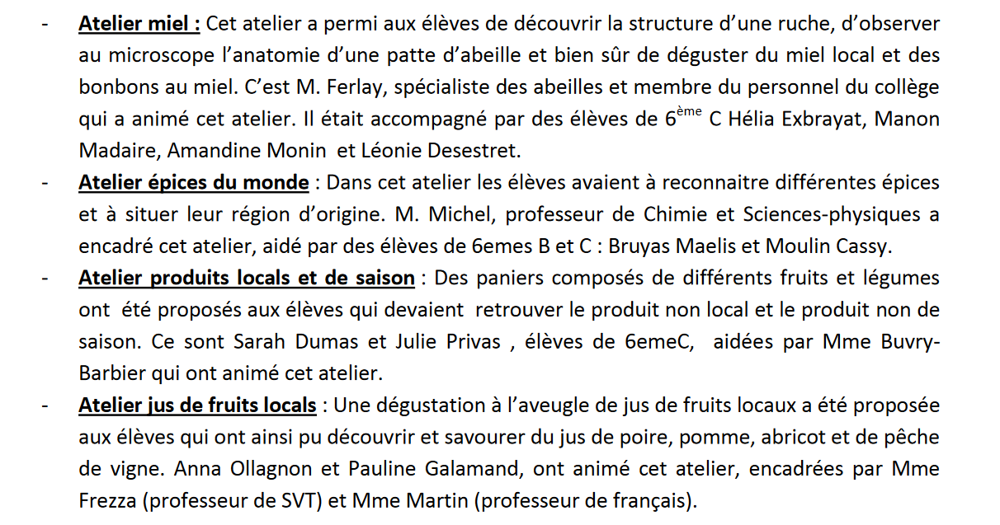 - Atelier miel : Cet atelier a permi aux élèves de découvrir la structure d’une ruche, d’observer
au microscope l’anatomie d’une patte d’abeille et bien sûr de déguster du miel local et des
bonbons au miel. C’est M. Ferlay, spécialiste des abeilles et membre du personnel du collège
qui a animé cet atelier. Il était accompagné par des élèves de 6ème C Hélia Exbrayat, Manon
Madaire, Amandine Monin  et Léonie Desestret.
- Atelier épices du monde : Dans cet atelier les élèves avaient à reconnaitre différentes épices
et à situer leur région d’origine. M. Michel, professeur de Chimie et Sciences-physiques a
encadré cet atelier, aidé par des élèves de 6emes B et C : Bruyas Maelis et Moulin Cassy.
- Atelier produits locals et de saison : Des paniers composés de différents fruits et légumes
ont  été proposés aux élèves qui devaient  retrouver le produit non local et le produit non de
saison. Ce sont Sarah Dumas et Julie Privas , élèves de 6emeC,  aidées par Mme Buvry-
Barbier qui ont animé cet atelier.
- Atelier jus de fruits locals : Une dégustation à l’aveugle de jus de fruits locaux a été proposée
aux élèves qui ont ainsi pu découvrir et savourer du jus de poire, pomme, abricot et de pêche
de vigne. Anna Ollagnon et Pauline Galamand, ont animé cet atelier, encadrées par Mme
Frezza (professeur de SVT) et Mme Martin (professeur de français).